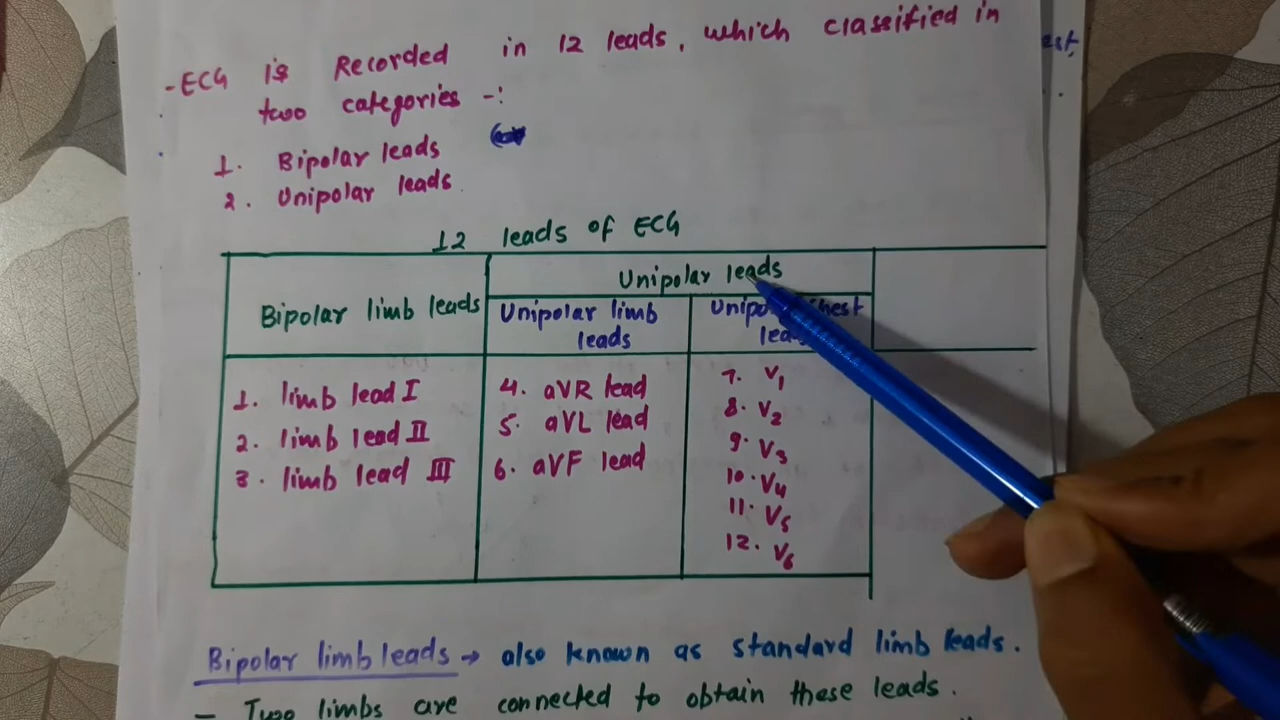 - ECG is Recorded in 12 leads, which classified in
two categories -:
1. Bipolar leads
2. Unipolar leads
12 leads of ECG
Bipolar limb leads
Unipolar leads
Unipolar limb
leads
1. limb lead I
2. limb lead II
3. limb lead III
4. aVR lead
5. aVL lead
6. aVF lead
7. V1
8. V2
9. V3
10. V4
11. V5
12. V6
Bipolar limb leads → also known as standard limb leads.
- Two limbs are connected to obtain these leads.